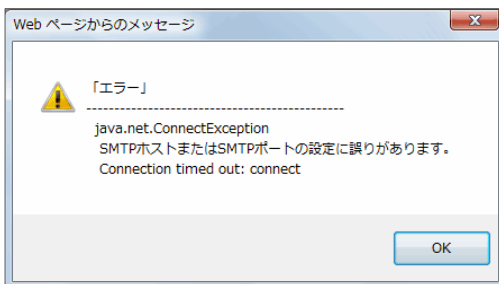 Web ページからのメッセージ
「エラー」
----------------------------------------------
java.net.ConnectException
SMTPホストまたはSMTPポートの設定に誤りがあります。
Connection timed out: connect
OK